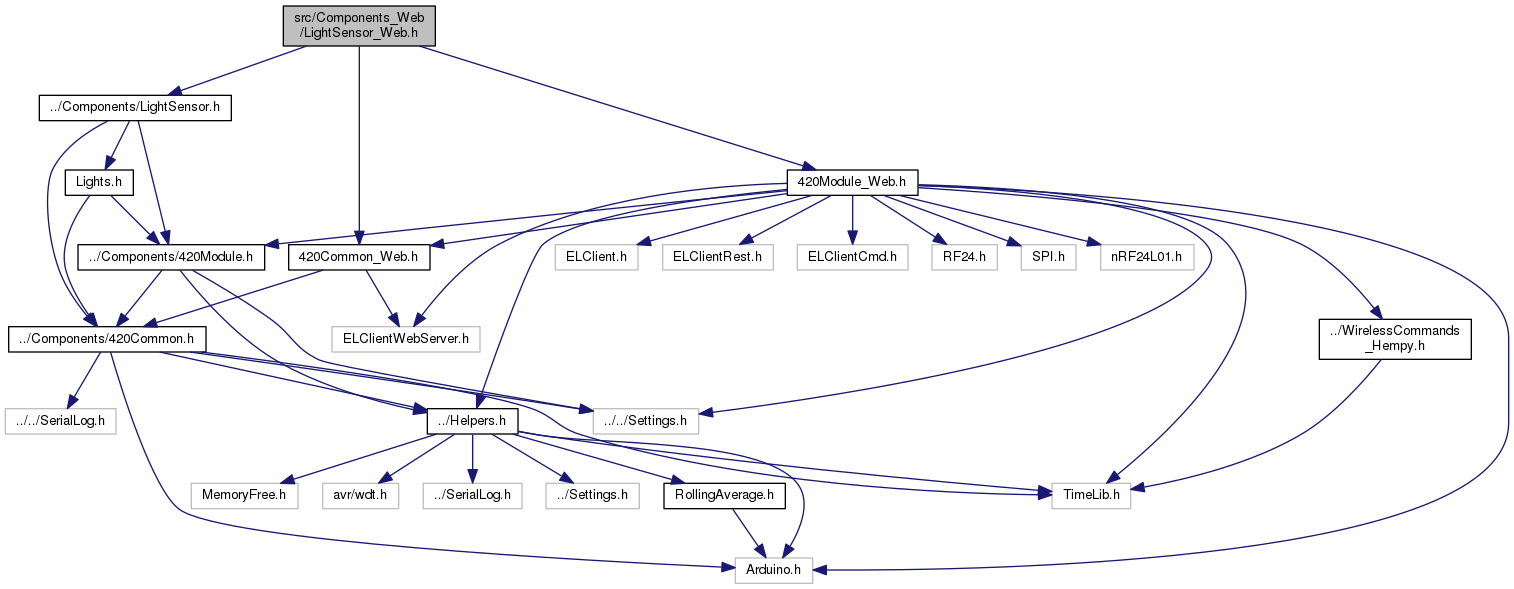 src/Components_Web
/LightSensor_Web.h
../Components/LightSensor.h
Lights.h
420Module_Web.h
../Components/420Module.h
420Common_Web.h
ELClient.h
ELClientRest.h
ELClientCmd.h
RF24.h
SPI.h
nRF24L01.h
../Components/420Common.h
ELClientWebServer.h
../WirelessCommands
_Hempy.h
../../SerialLog.h
../Helpers.h
../../Settings.h
MemoryFree.h
avr/wdt.h
../SerialLog.h
../Settings.h
RollingAverage.h
TimeLib.h
Arduino.h